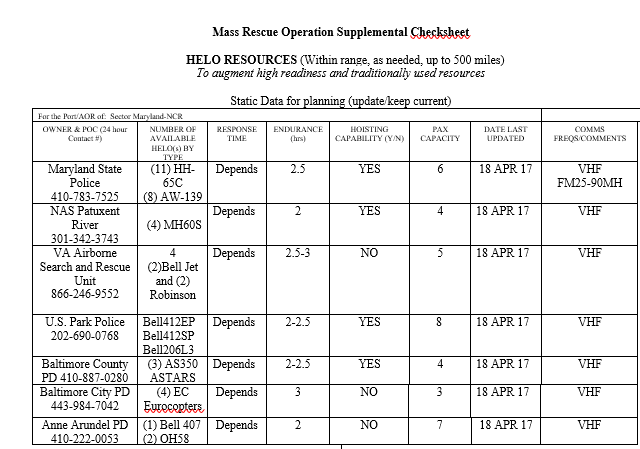 Mass Rescue Operation Supplemental Checksheet
HELO RESOURCES (Within range, as needed, up to 500 miles)
To augment high readiness and traditionally used resources
Static Data for planning (update/keep current)
For the Port/AOR of: Sector Maryland-NCR
OWNER & POC (24 hour Contact #) NUMBER OF AVAILABLE HELO(s) BY TYPE RESPONSE TIME ENDURANCE (hrs) HOISTING CAPABILITY (Y/N) PAX CAPACITY DATE LAST UPDATED COMMS FREQS/COMMENTS
Maryland State Police 410-783-7525 (11) HH-65C (8) AW-139 Depends 2.5 YES 6 18 APR 17 VHF FM25-90MH
NAS Patuxent River 301-342-3743 (4) MH60S Depends 2 YES 4 18 APR 17 VHF
VA Airborne Search and Rescue Unit 866-246-9552 4 (2)Bell Jet and (2) Robinson Depends 2.5-3 NO 5 18 APR 17 VHF
U.S. Park Police 202-690-0768 Bell412EP Bell412SP Bell206L3 Depends 2-2.5 YES 8 18 APR 17 VHF
Baltimore County PD 410-887-0280 (3) AS350 ASTARS Depends 2-2.5 YES 4 18 APR 17 VHF
Baltimore City PD 443-984-7042 (4) EC Eurocopters Depends 3 NO 3 18 APR 17 VHF
Anne Arundel PD 410-222-0053 (1) Bell 407 (2) OH58 Depends 2 NO 7 18 APR 17 VHF